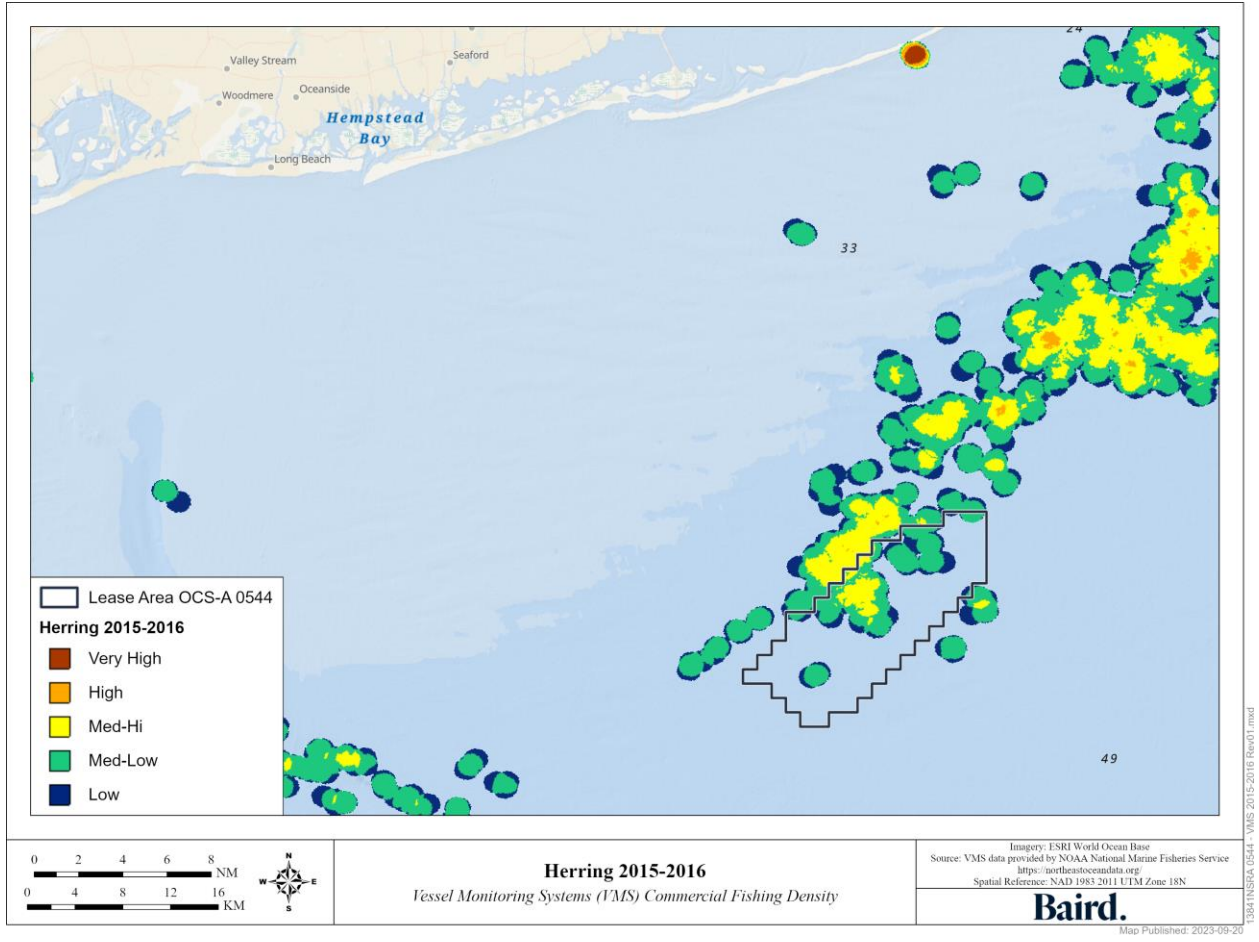 24
Valley Stream
Seaford
Woodmere
Oceanside
Hempstead
Bay
Long Beach
33
49
Lease Area OCS-A 0544
Herring 2015-2016
Very High
High
Med-Hi
Med-Low
Low
0 2 4 6 8
NM
0 4 8 12 16
KM
N
W E
S
Herring 2015-2016
Vessel Monitoring Systems (VMS) Commercial Fishing Density
Imagery: ESRI World Ocean Base
Source: VMS data provided by NOAA National Marine Fisheries Service
https://northeastoceandata.org/
Spatial Reference: NAD 1983 2011 UTM Zone 18N
Baird.
Map Published: 2023-09-20
13841NSRA 0544 - VMS 2015-2016 Rev01.mxd